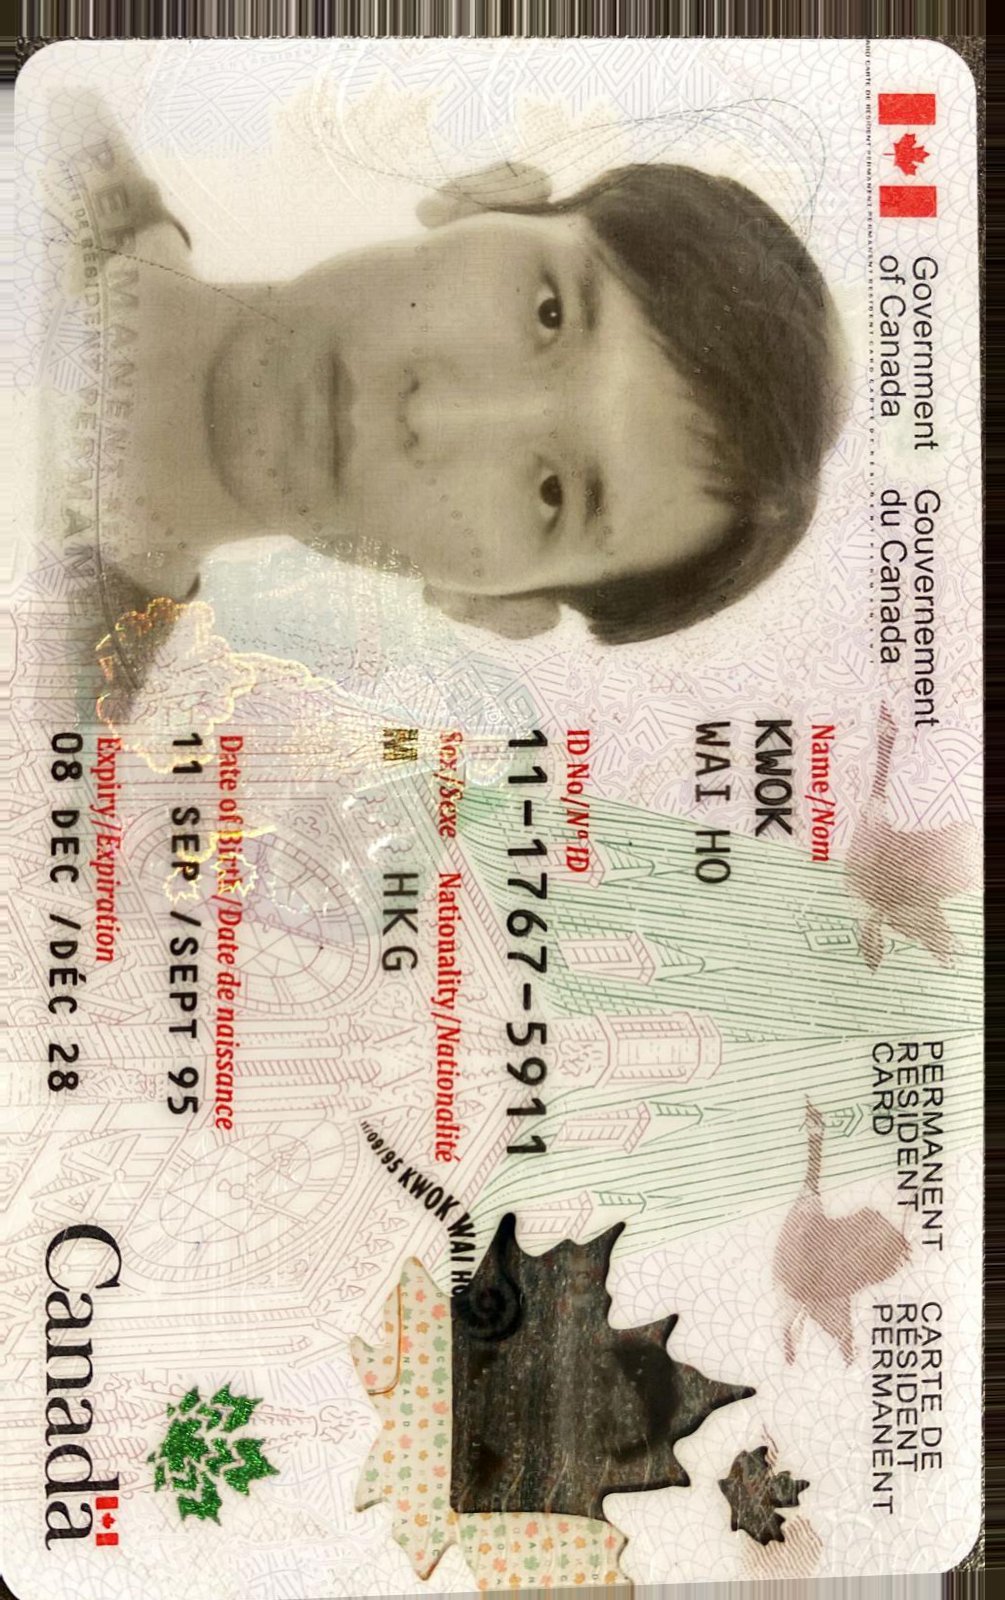 Government
of Canada
Gouvernement
du Canada
PERMANENT
RESIDENT
CARD
CARTE DE
RÉSIDENT
PERMANENT
Name/Nom
KWOK
WAI HO
ID No/Nº ID
11-1767-5911
Sex/Sexe
Nationality/Nationalité
M
HKG
Date of Birth/Date de naissance
11 SEP /SEPT 95
Expiry/Expiration
08 DEC /DÉC 28
11/09/95 KWOK WAI HO
Canada